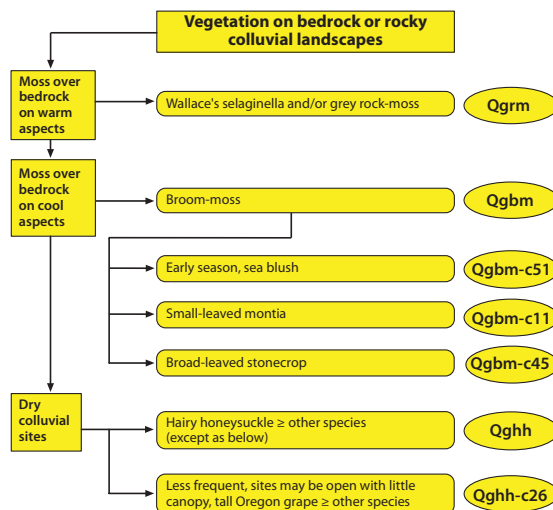 Vegetation on bedrock or rocky
colluvial landscapes
Moss over
bedrock
on warm
aspects
Wallace's selaginella and/or grey rock-moss
Qgrm
Moss over
bedrock
on cool
aspects
Broom-moss
Qgbm
Early season, sea blush
Qgbm-c51
Small-leaved montia
Qgbm-c11
Broad-leaved stonecrop
Qgbm-c45
Dry
colluvial
sites
Hairy honeysuckle ≥ other species
(except as below)
Qghh
Less frequent, sites may be open with little
canopy, tall Oregon grape ≥ other species
Qghh-c26